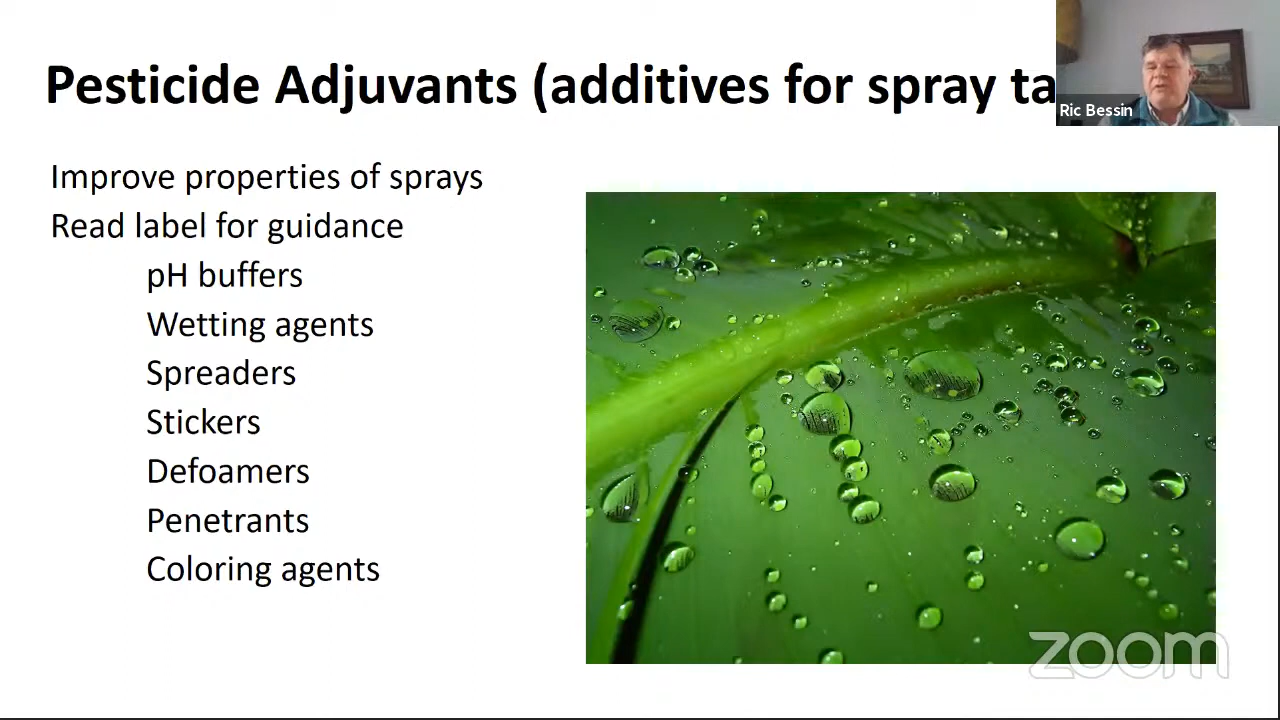 Pesticide Adjuvants (additives for spray ta
Ric Bessin
Improve properties of sprays
Read label for guidance
pH buffers
Wetting agents
Spreaders
Stickers
Defoamers
Penetrants
Coloring agents
zoom